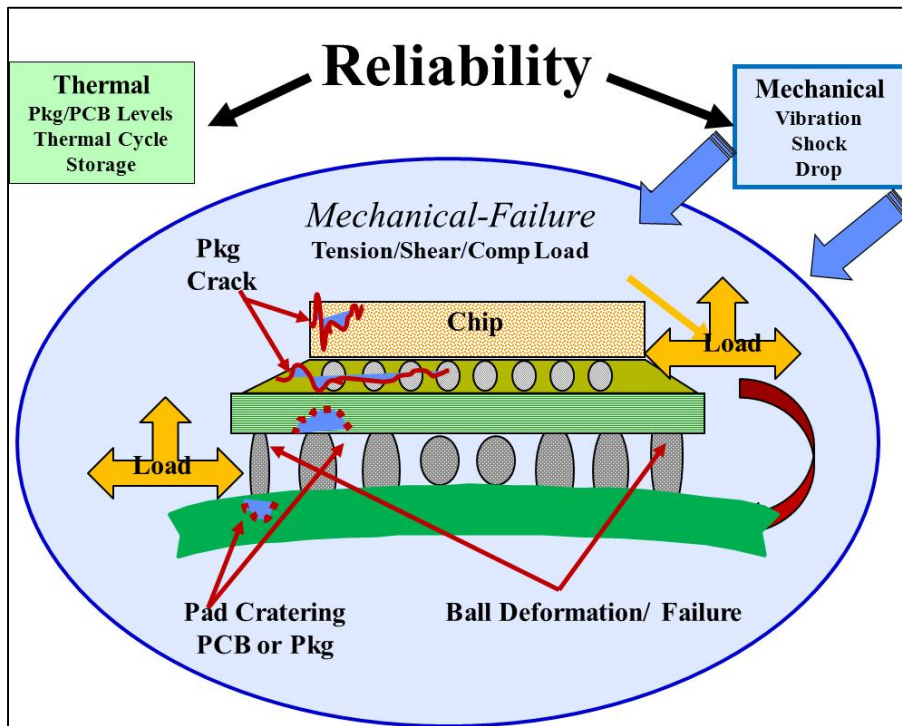 Reliability
Thermal
Pkg/PCB Levels
Thermal Cycle
Storage
Mechanical
Vibration
Shock
Drop
Mechanical-Failure
Tension/Shear/Comp Load
Pkg
Crack
Chip
Load
Load
Pad Cratering
PCB or Pkg
Ball Deformation/ Failure